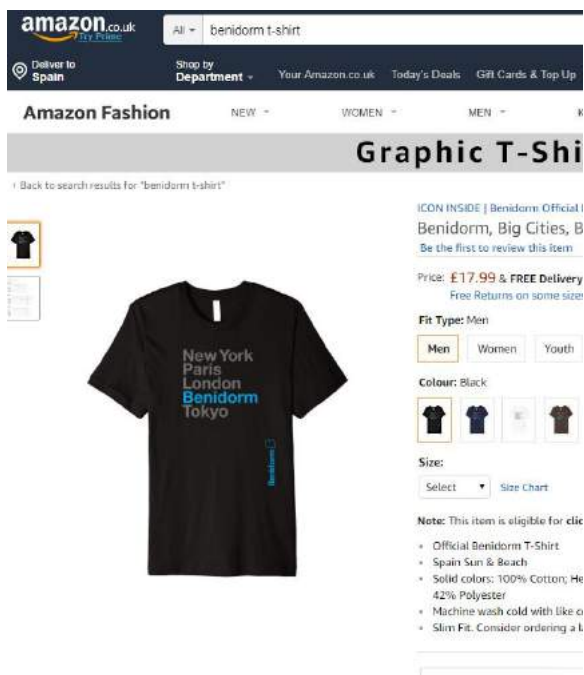 amazon.co.uk
Try Prime
All
benidorm t-shirt
Deliver to
Spain
Shop by
Department
Your Amazon.co.uk
Today's Deals
Gift Cards & Top Up
Amazon Fashion
NEW
WOMEN
MEN
K
Graphic T-Shi
‹ Back to search results for "benidorm t-shirt"
ICON INSIDE | Benidorm Official
Benidorm, Big Cities, B
Be the first to review this item
Price: £17.99 & FREE Delivery
Free Returns on some sizes
Fit Type: Men
Men
Women
Youth
Colour: Black
Size:
Select
Size Chart
Note: This item is eligible for clic
Official Benidorm T-Shirt
Spain Sun & Beach
Solid colors: 100% Cotton; He
42% Polyester
Machine wash cold with like c
Slim Fit. Consider ordering a la
New York
Paris
London
Benidorm
Tokyo
Benidorm